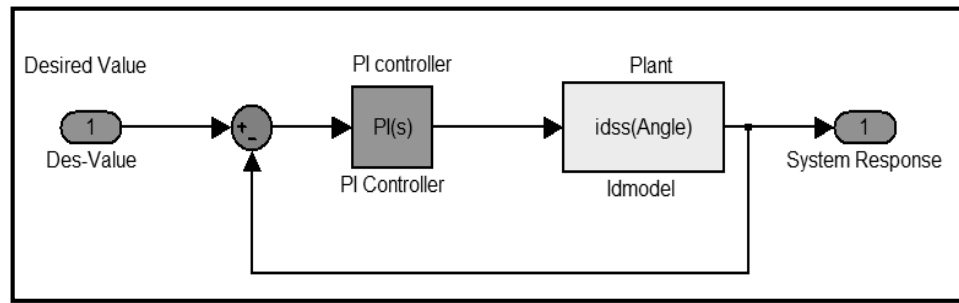 Desired Value
PI controller
Plant
1
+
-
PI(s)
idss(Angle)
1
Des-Value
PI Controller
Idmodel
System Response